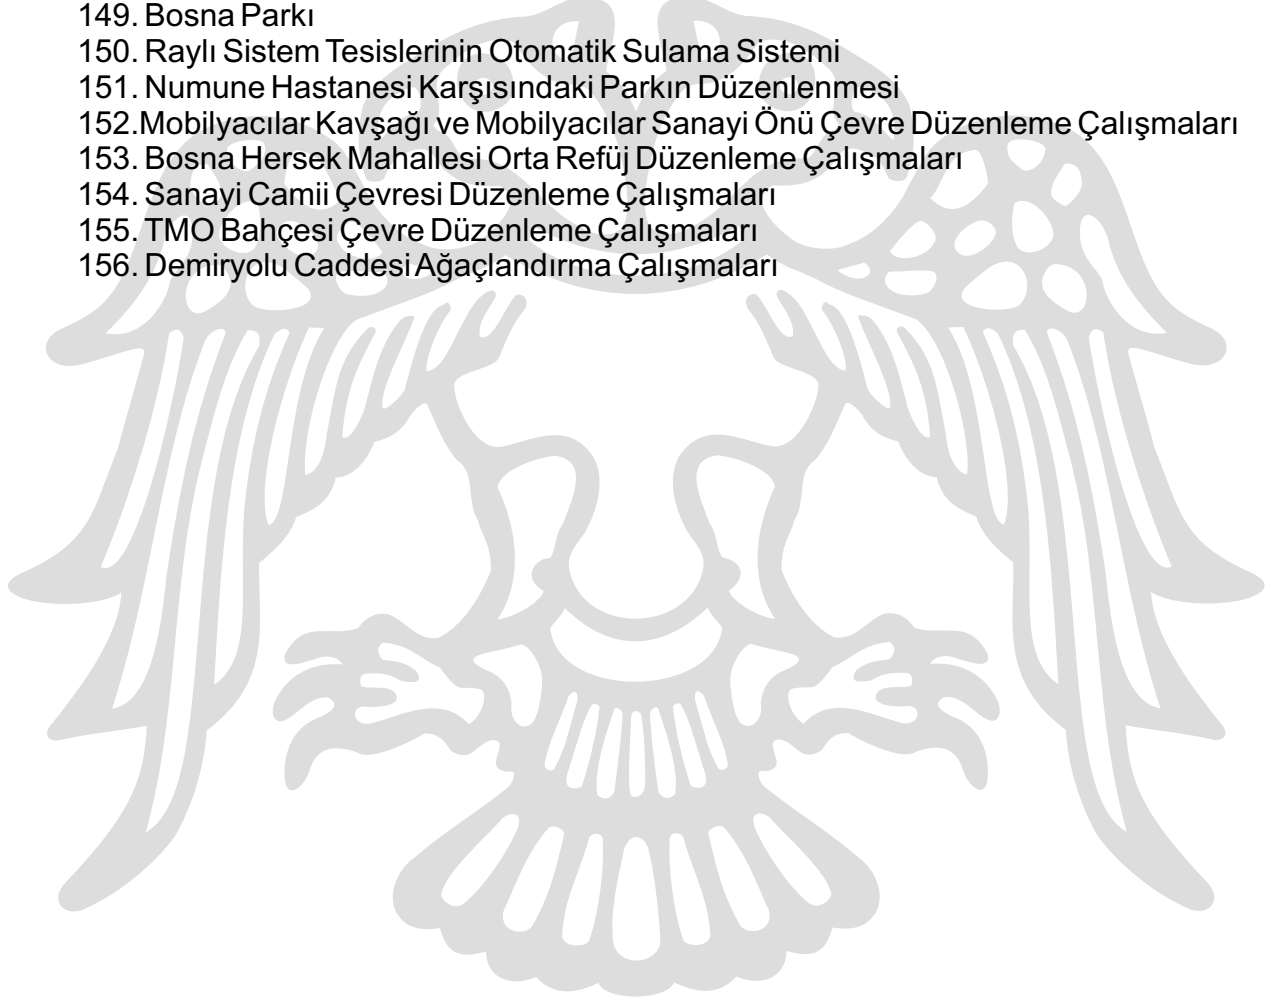 149. Bosna Parkı
150. Raylı Sistem Tesislerinin Otomatik Sulama Sistemi
151. Numune Hastanesi Karşısındaki Parkın Düzenlenmesi
152.Mobilyacılar Kavşağı ve Mobilyacılar Sanayi Önü Çevre Düzenleme Çalışmaları
153. Bosna Hersek Mahallesi Orta Refüj Düzenleme Çalışmaları
154. Sanayi Camii Çevresi Düzenleme Çalışmaları
155. TMO Bahçesi Çevre Düzenleme Çalışmaları
156. Demiryolu Caddesi Ağaçlandırma Çalışmaları